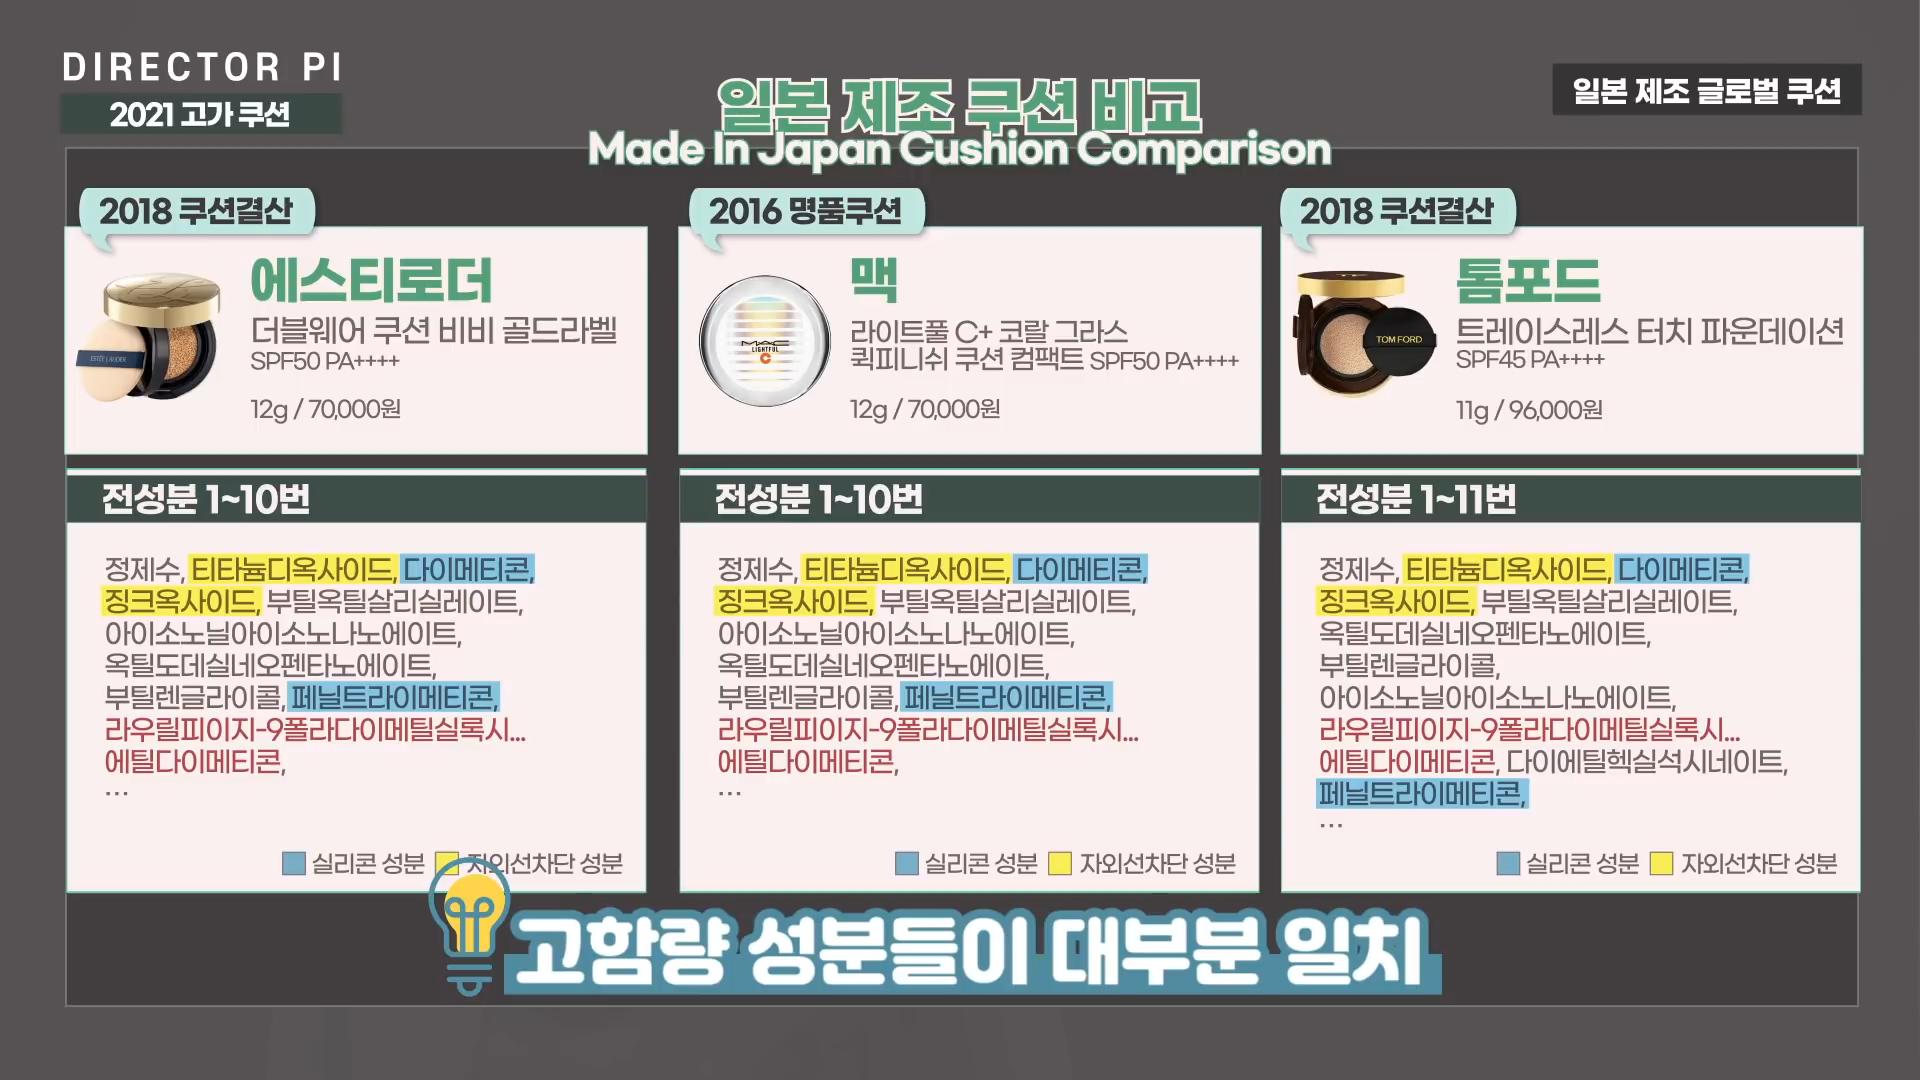 DIRECTOR PI
2021 고가 쿠션
일본 제조 쿠션 비교
Made In Japan Cushion Comparison
일본 제조 글로벌 쿠션
2018 쿠션결산
에스티로더
더블웨어 쿠션 비비 골드라벨
SPF50 PA++++
12g / 70,000원
ESTĒE LAUDER
전성분 1~10번
정제수, 티타늄디옥사이드, 다이메티콘,
징크옥사이드, 부틸옥틸살리실레이트,
아이소노닐아이소노나노에이트,
옥틸도데실네오펜타노에이트,
부틸렌글라이콜, 페닐트라이메티콘,
라우릴피이지-9폴라다이메틸실록시...
에틸다이메티콘,
...
실리콘 성분 자외선차단 성분
2016 명품쿠션
맥
라이트풀 C+ 코랄 그라스
퀵피니쉬 쿠션 컴팩트 SPF50 PA++++
12g / 70,000원
MAC
LIGHTFUL
C
전성분 1~10번
정제수, 티타늄디옥사이드, 다이메티콘,
징크옥사이드, 부틸옥틸살리실레이트,
아이소노닐아이소노나노에이트,
옥틸도데실네오펜타노에이트,
부틸렌글라이콜, 페닐트라이메티콘,
라우릴피이지-9폴라다이메틸실록시...
에틸다이메티콘,
...
실리콘 성분 자외선차단 성분
2018 쿠션결산
톰포드
트레이스레스 터치 파운데이션
SPF45 PA++++
11g / 96,000원
TF
TOM FORD
전성분 1~11번
정제수, 티타늄디옥사이드, 다이메티콘,
징크옥사이드, 부틸옥틸살리실레이트,
옥틸도데실네오펜타노에이트,
부틸렌글라이콜,
아이소노닐아이소노나노에이트,
라우릴피이지-9폴라다이메틸실록시...
에틸다이메티콘, 다이에틸헥실석시네이트,
페닐트라이메티콘,
...
실리콘 성분 자외선차단 성분
고함량 성분들이 대부분 일치